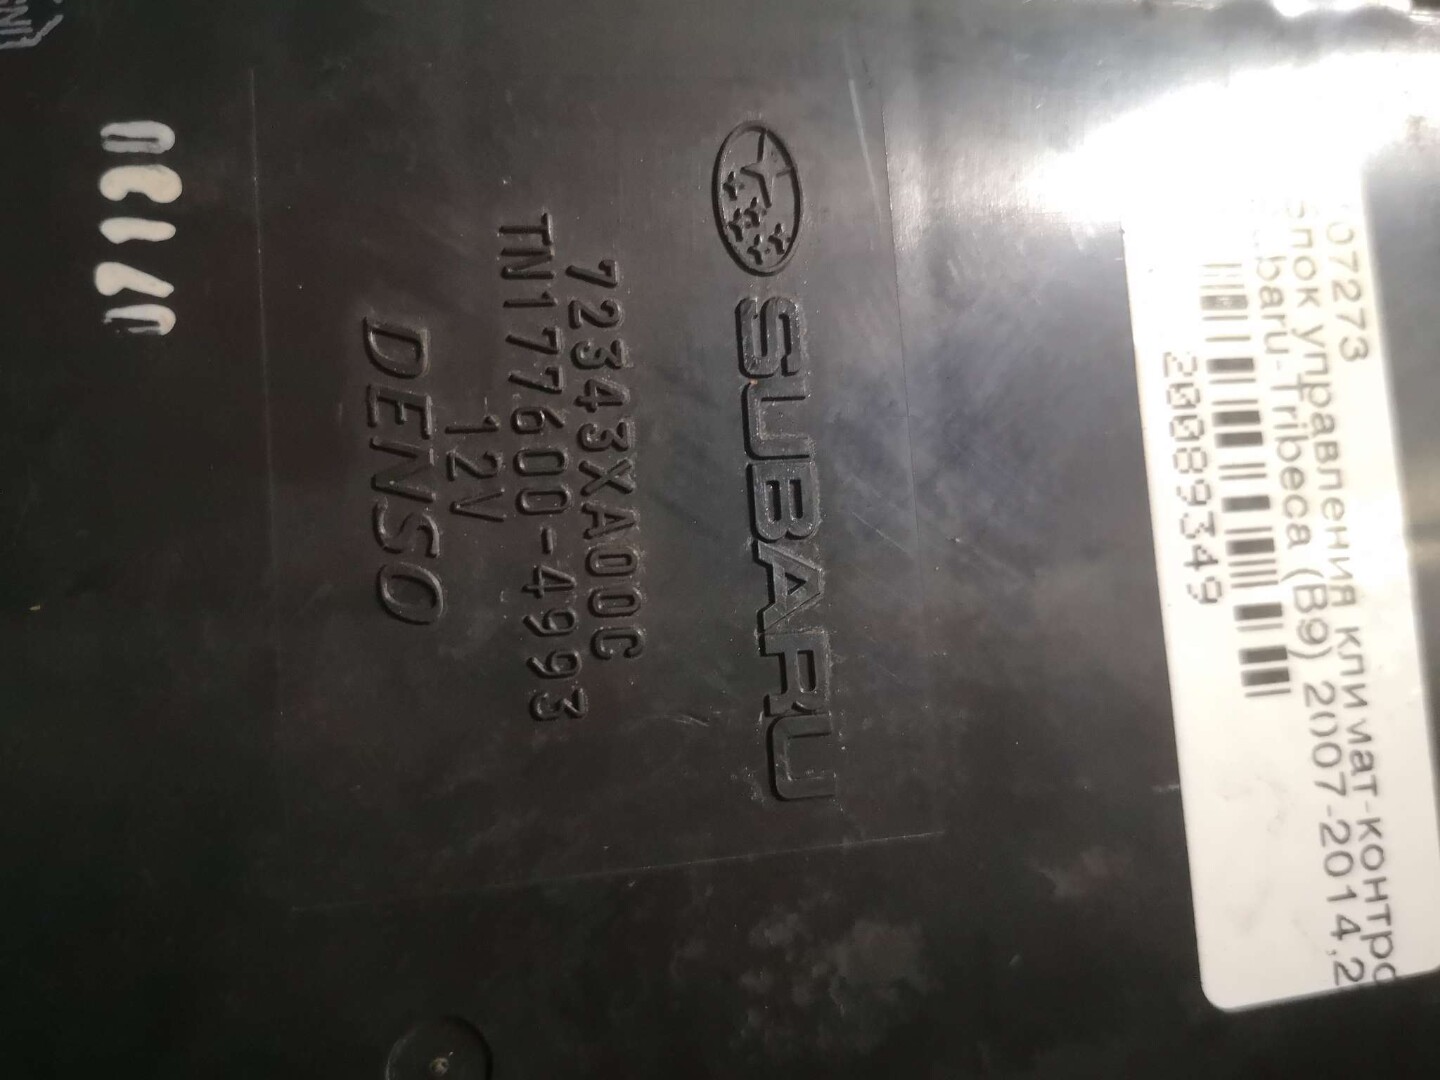 SUBARU
72343XA00C
TN177600-4993
12V
DENSO
07273
блок управления климат-контро
baru-Tribeca (B9) 2007-2014,2
20089349